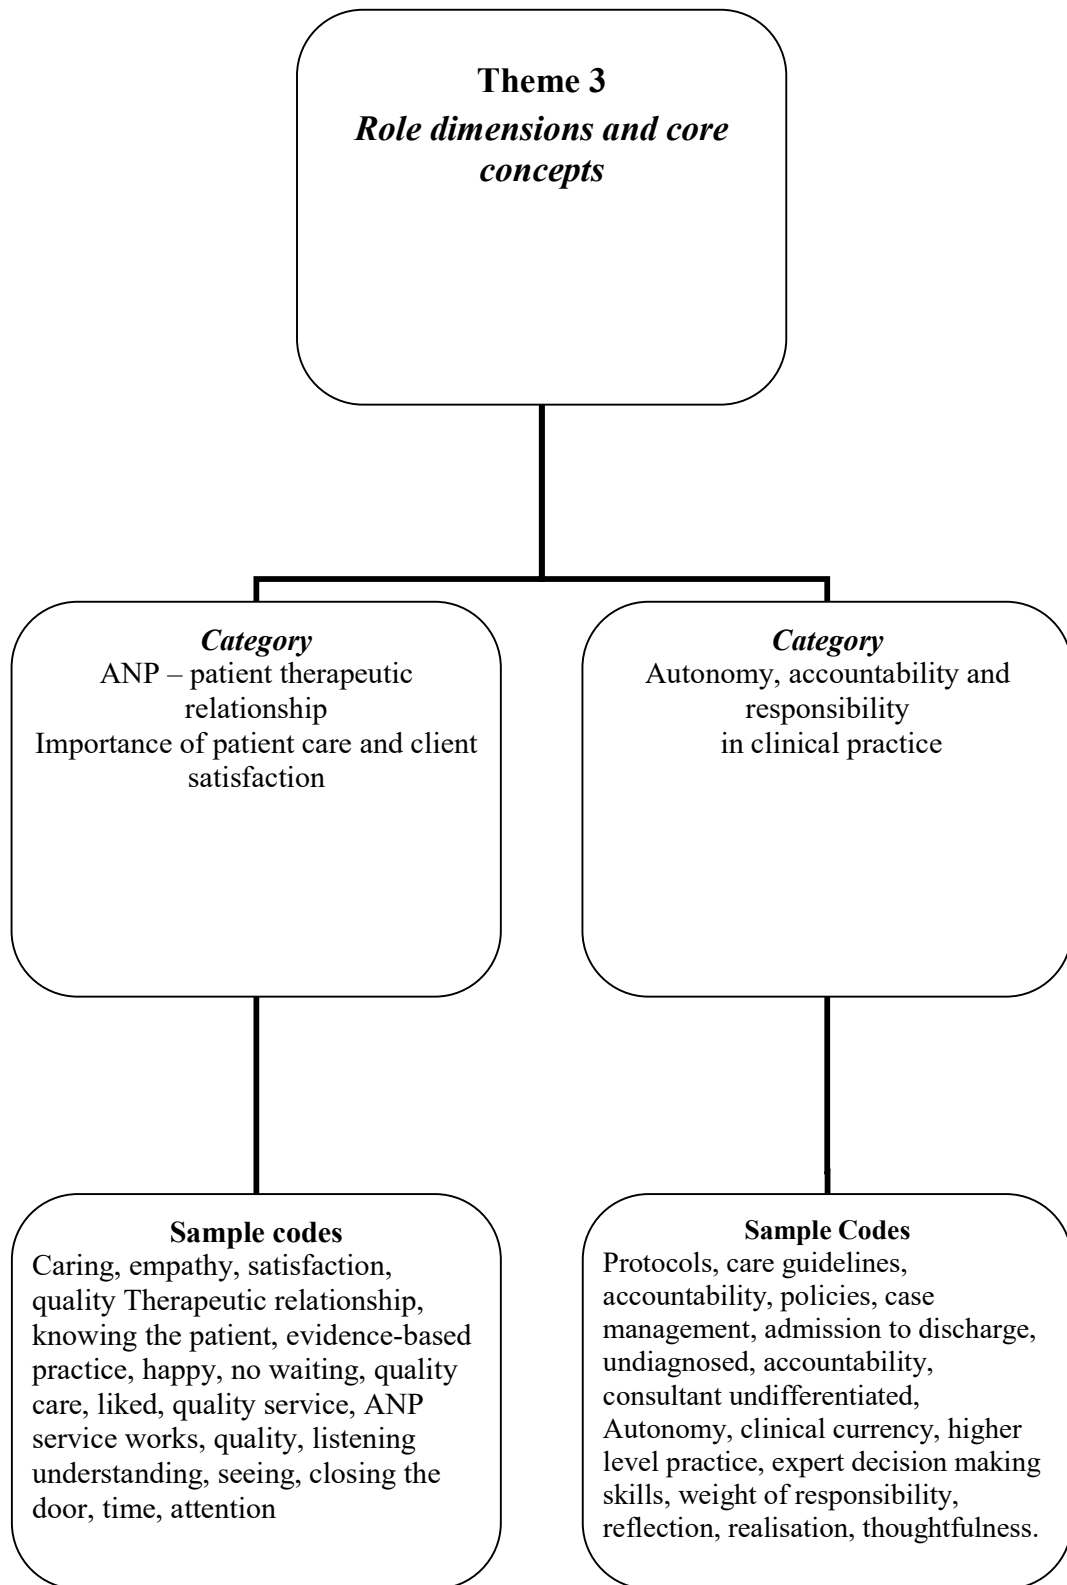 Theme 3
Role dimensions and core
concepts
Category
ANP – patient therapeutic
relationship
Importance of patient care and client
satisfaction
Category
Autonomy, accountability and
responsibility
in clinical practice
Sample codes
Caring, empathy, satisfaction,
quality Therapeutic relationship,
knowing the patient, evidence-based
practice, happy, no waiting, quality
care, liked, quality service, ANP
service works, quality, listening
understanding, seeing, closing the
door, time, attention
Sample Codes
Protocols, care guidelines,
accountability, policies, case
management, admission to discharge,
undiagnosed, accountability,
consultant undifferentiated,
Autonomy, clinical currency, higher
level practice, expert decision making
skills, weight of responsibility,
reflection, realisation, thoughtfulness.